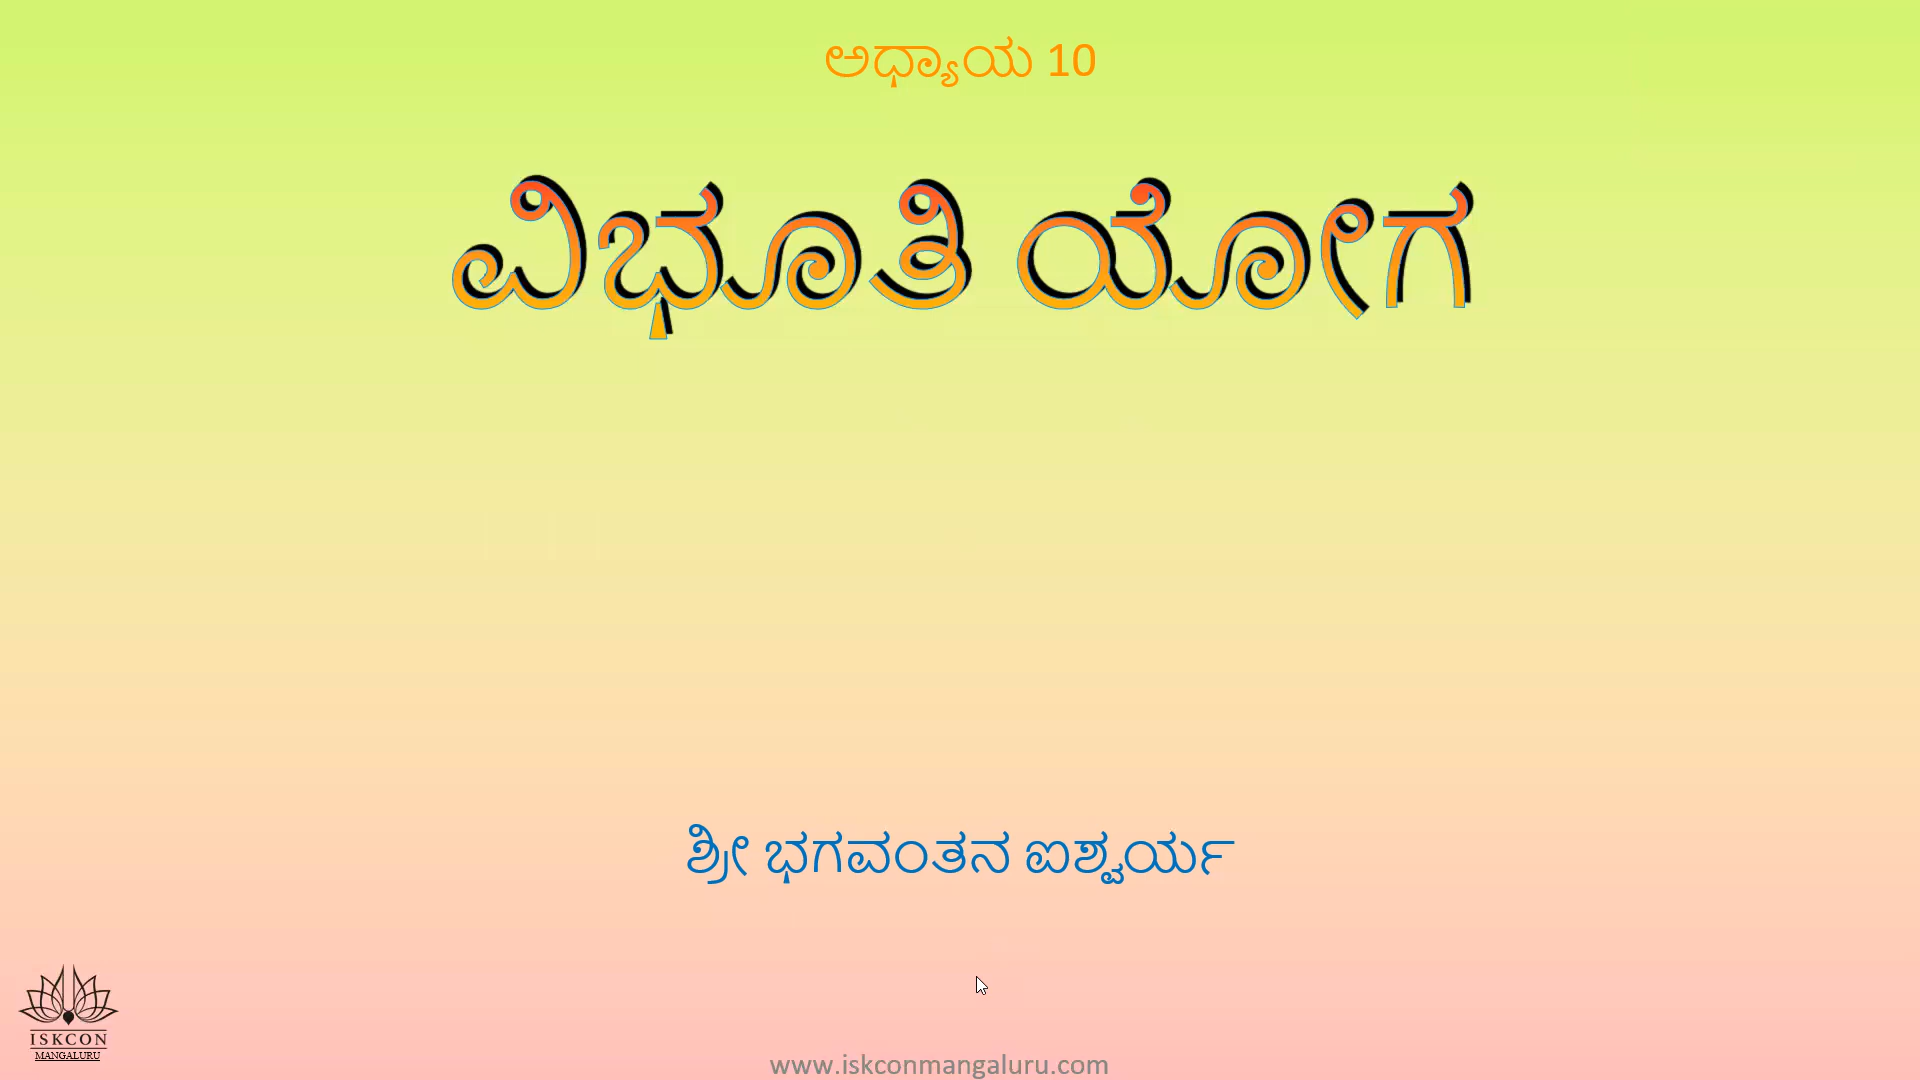 ಅಧ್ಯಾಯ 10
ವಿಭೂತಿ ಯೋಗ
ಶ್ರೀ ಭಗವಂತನ ಐಶ್ವರ್ಯ
ISKCON
MANGALURU
www.iskconmangaluru.com